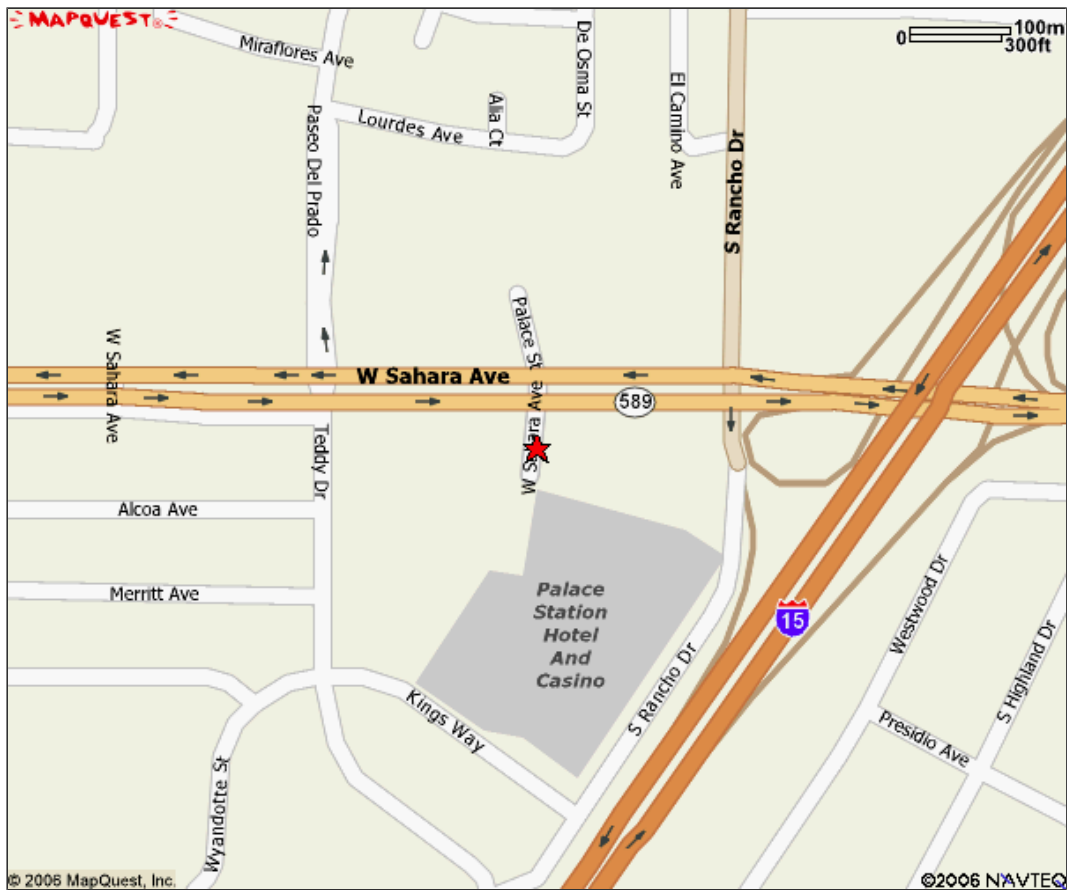 MAPQUEST®
100m
0
300ft
Miraflores Ave
De Osma St
El Camino Ave
Alia Ct
Lourdes Ave
Paseo Del Prado
S Rancho Dr
Palace St
W Sahara Ave
W Sahara Ave
589
W Sahara Ave
Teddy Dr
Alcoa Ave
Merritt Ave
Palace
Station
Hotel
And
Casino
15
Westwood Dr
S Highland Dr
S Rancho Dr
Kings Way
Presidio Ave
Wyandotte St
© 2006 MapQuest, Inc.
©2006 NAVTEQ